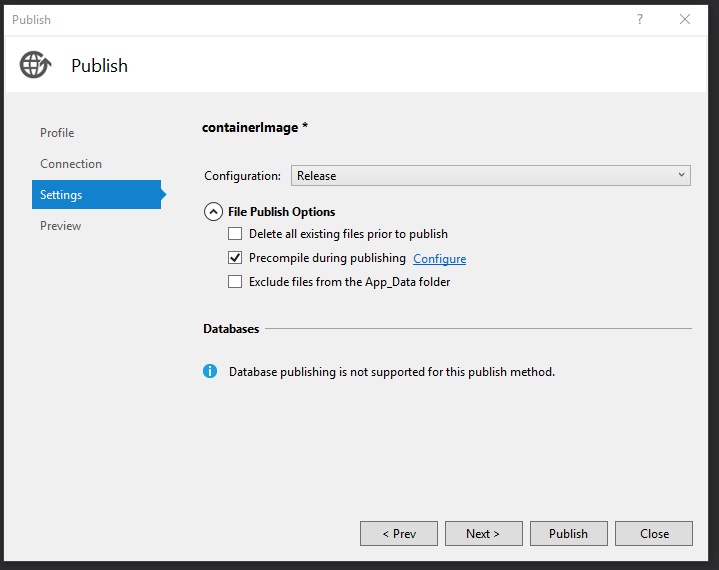 Publish
?
Publish
Profile
Connection
Settings
Preview
containerImage *
Configuration: Release
File Publish Options
Delete all existing files prior to publish
Precompile during publishing Configure
Exclude files from the App_Data folder
Databases
Database publishing is not supported for this publish method.
< Prev Next > Publish Close